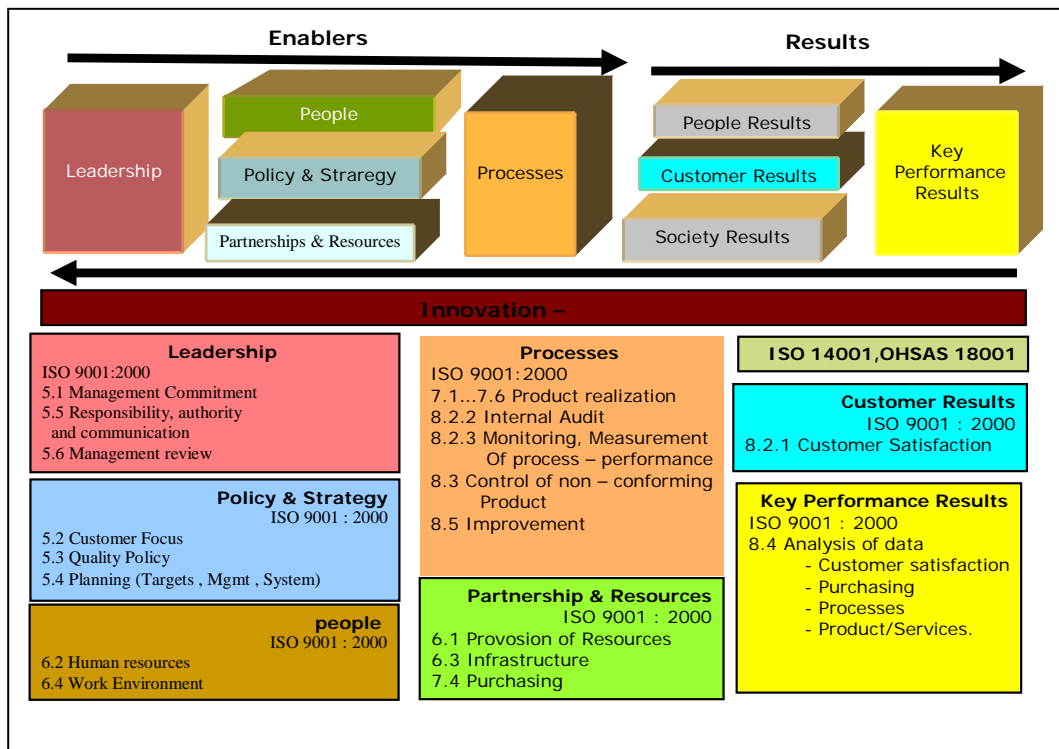 Enablers
Results
Leadership
People
Policy & Straregy
Partnerships & Resources
Processes
People Results
Customer Results
Society Results
Key
Performance
Results
Innovation –
Leadership
ISO 9001:2000
5.1 Management Commitment
5.5 Responsibility, authority
and communication
5.6 Management review
Policy & Strategy
ISO 9001 : 2000
5.2 Customer Focus
5.3 Quality Policy
5.4 Planning (Targets , Mgmt , System)
people
ISO 9001 : 2000
6.2 Human resources
6.4 Work Environment
Processes
ISO 9001:2000
7.1...7.6 Product realization
8.2.2 Internal Audit
8.2.3 Monitoring, Measurement
Of process – performance
8.3 Control of non – conforming
Product
8.5 Improvement
Partnership & Resources
ISO 9001 : 2000
6.1 Provosion of Resources
6.3 Infrastructure
7.4 Purchasing
ISO 14001,OHSAS 18001
Customer Results
ISO 9001 : 2000
8.2.1 Customer Satisfaction
Key Performance Results
ISO 9001 : 2000
8.4 Analysis of data
- Customer satisfaction
- Purchasing
- Processes
- Product/Services.